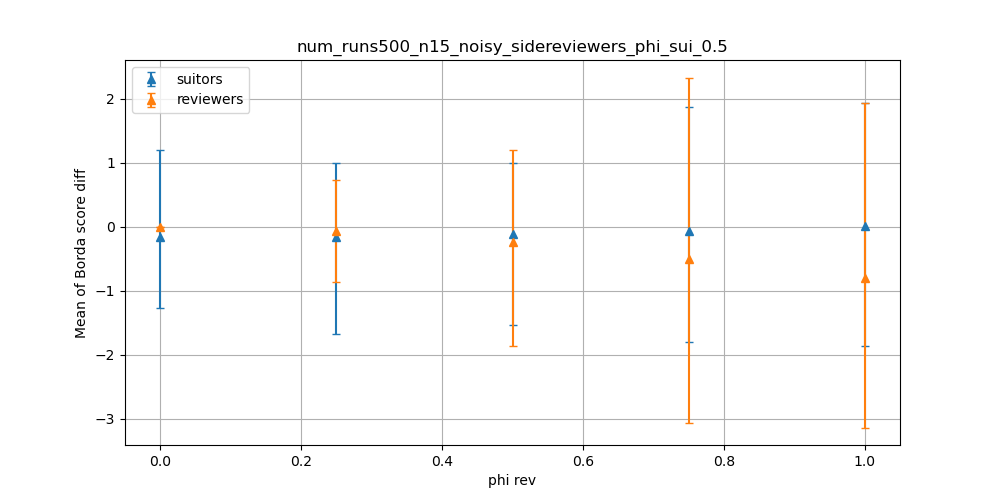 num_runs500_n15_noisy_sidereviewers_phi_sui_0.5
suitors
reviewers
Mean of Borda score diff
2
1
0
−1
−2
−3
0.0 0.2 0.4 0.6 0.8 1.0
phi rev